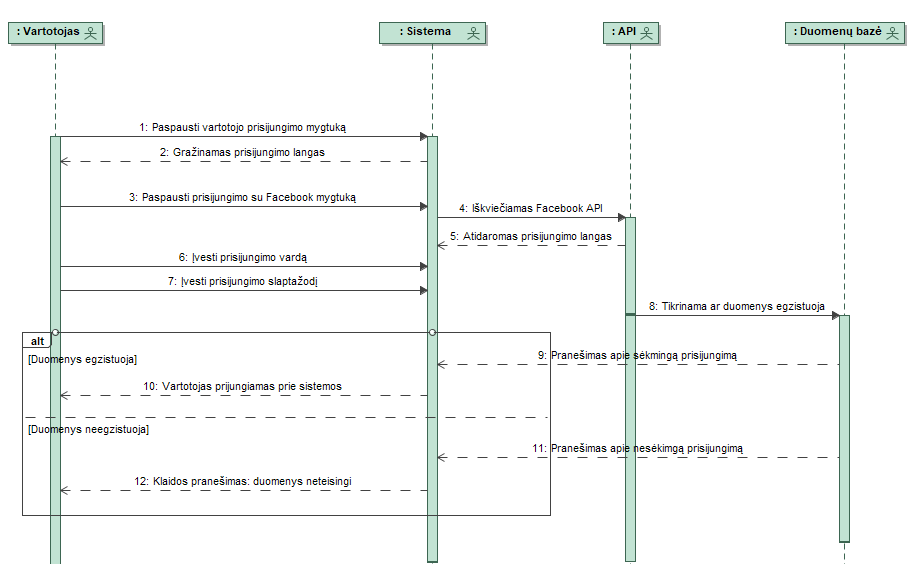 : Vartotojas
: Sistema
: API
: Duomenų bazė
1: Paspausti vartotojo prisijungimo mygtuką
2: Gražinamas prisijungimo langas
3: Paspausti prisijungimo su Facebook mygtuką
4: Iškviečiamas Facebook API
5: Atidaromas prisijungimo langas
6: Įvesti prisijungimo vardą
7: Įvesti prisijungimo slaptažodį
8: Tikrinama ar duomenys egzistuoja
alt
[Duomenys egzistuoja]
9: Pranešimas apie sėkmingą prisijungimą
10: Vartotojas prijungiamas prie sistemos
[Duomenys neegzistuoja]
11: Pranešimas apie nesėkimgą prisijungimą
12: Klaidos pranešimas: duomenys neteisingi